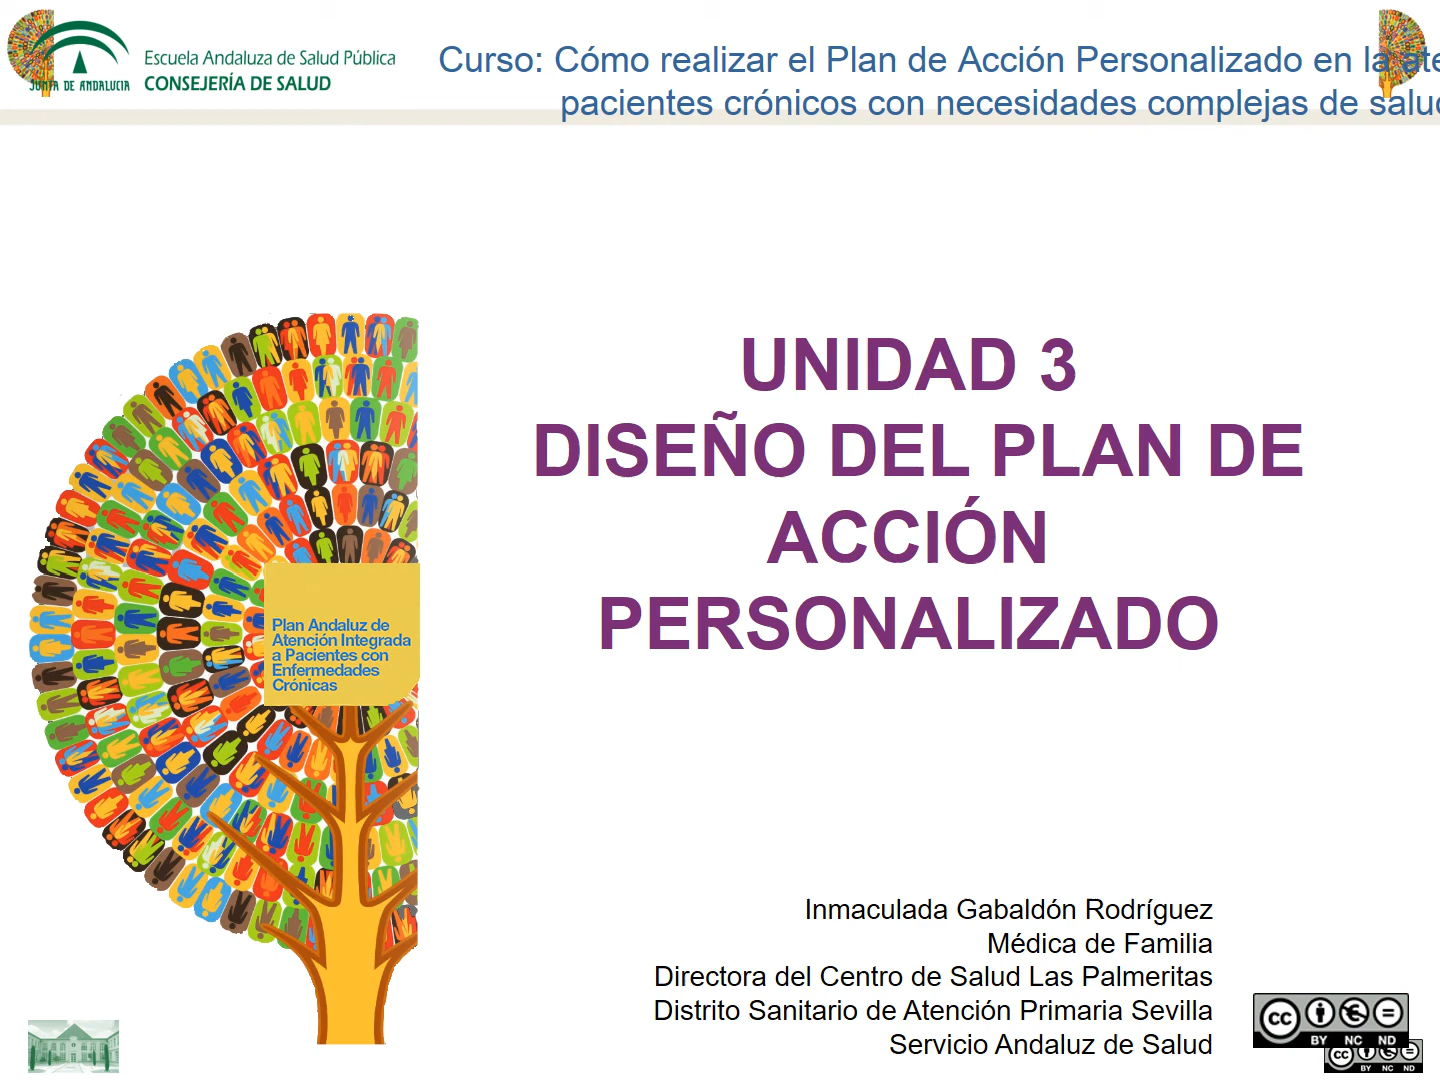 JUNTA DE ANDALUCIA
Escuela Andaluza de Salud Pública
CONSEJERÍA DE SALUD
Curso: Cómo realizar el Plan de Acción Personalizado en la
pacientes crónicos con necesidades complejas de
UNIDAD 3
DISEÑO DEL PLAN DE
ACCIÓN
PERSONALIZADO
Plan Andaluz de
Atención Integrada
a Pacientes con
Enfermedades
Crónicas
Inmaculada Gabaldón Rodríguez
Médica de Familia
Directora del Centro de Salud Las Palmeritas
Distrito Sanitario de Atención Primaria Sevilla
Servicio Andaluz de Salud
cc
BY NC ND
cc
BY NC ND